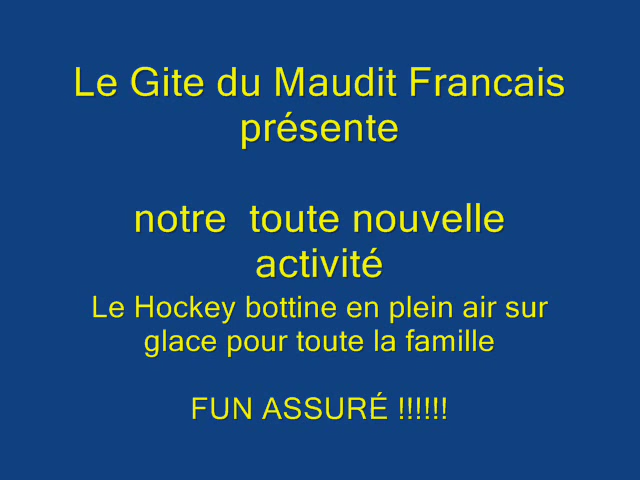 Le Gite du Maudit Francais
présente
notre  toute nouvelle
activité
Le Hockey bottine en plein air sur
glace pour toute la famille
FUN ASSURÉ !!!!!!